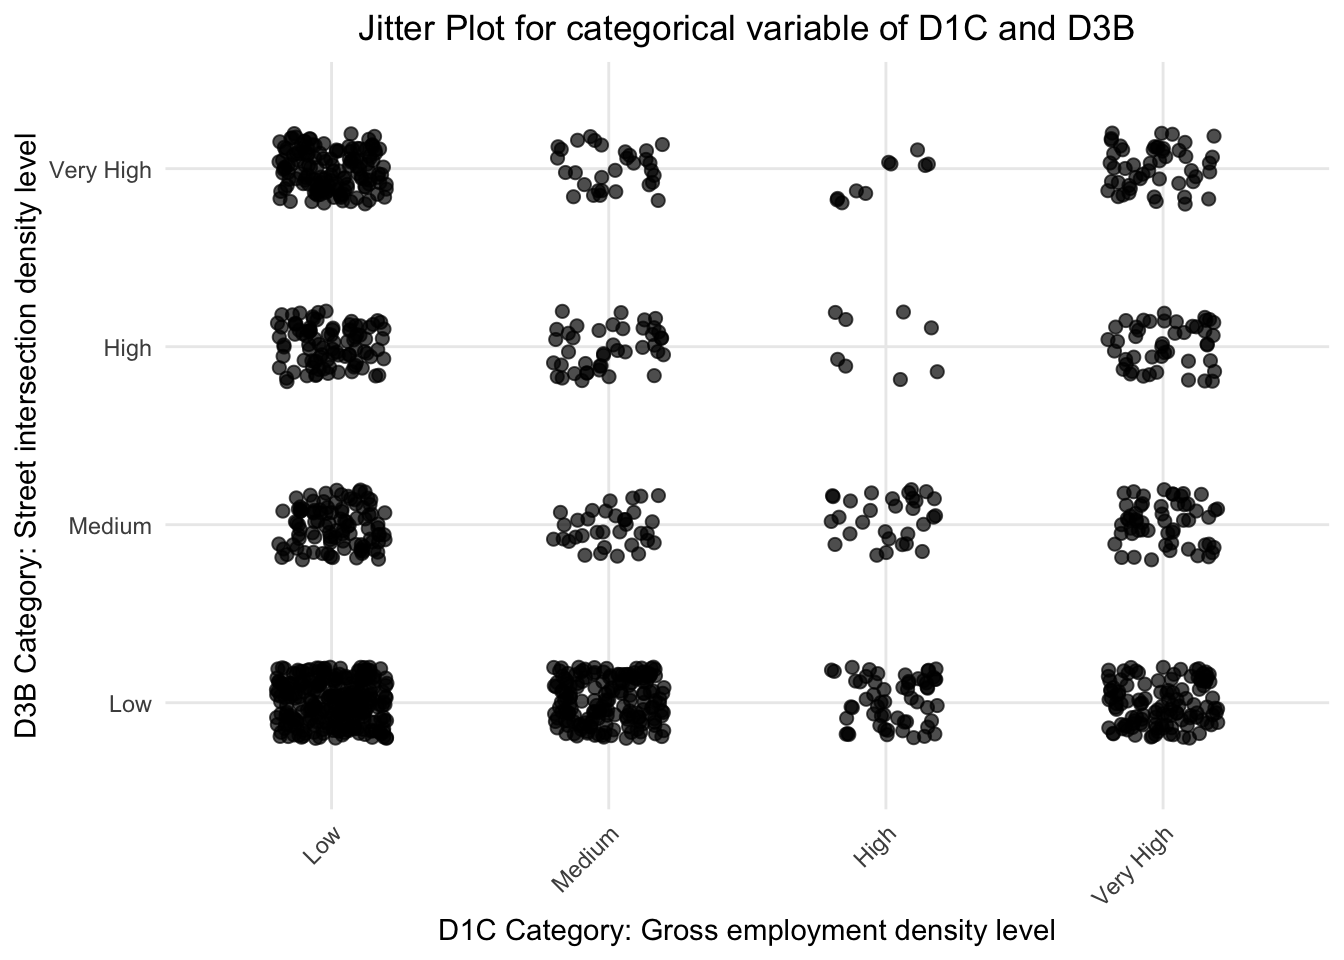 Jitter Plot for categorical variable of D1C and D3B
D3B Category: Street intersection density level
Very High
High
Medium
Low
Low
Medium
High
Very High
D1C Category: Gross employment density level